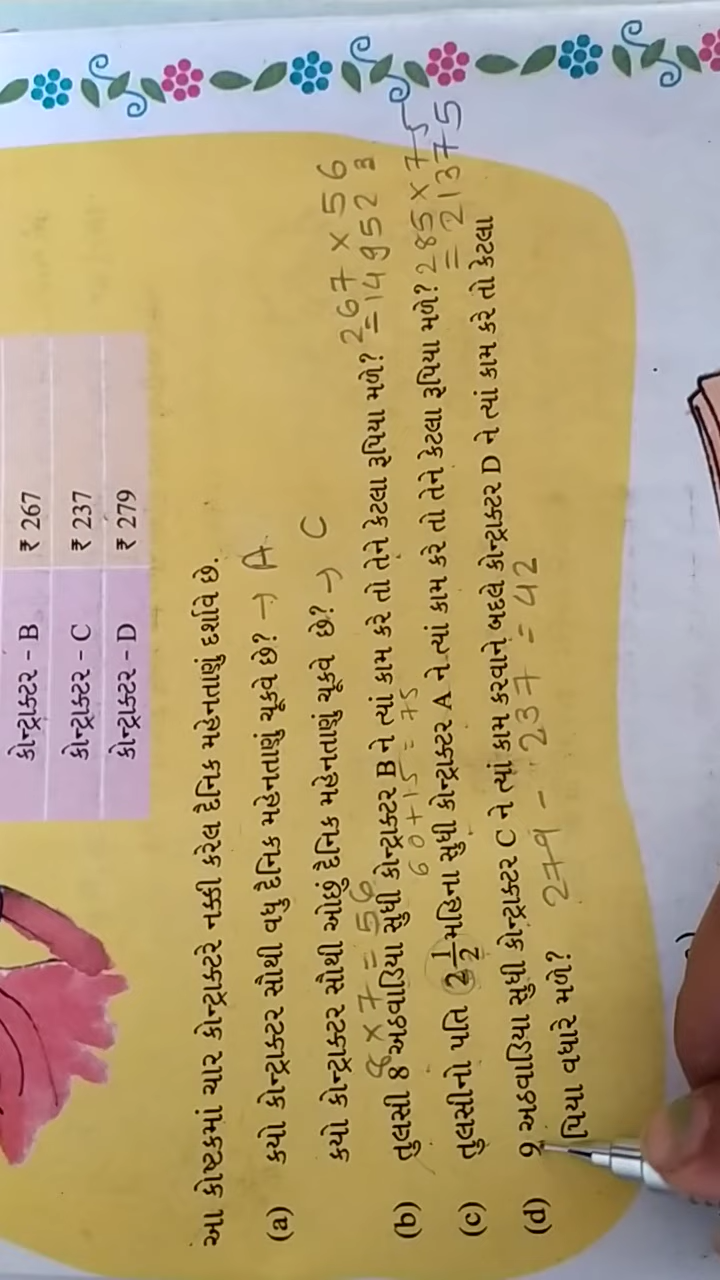 કોન્ટ્રાક્ટર – B ₹ 267
કોન્ટ્રાક્ટર – C ₹ 237
કોન્ટ્રાક્ટર – D ₹ 279
આ કોષ્ટકમાં ચાર કોન્ટ્રાક્ટરે નક્કી કરેલ દૈનિક મહેનતાણું દર્શાવે છે.
(a) કયો કોન્ટ્રાક્ટર સૌથી વધુ દૈનિક મહેનતાણું ચૂકવે છે? → A
કયો કોન્ટ્રાક્ટર સૌથી ઓછું દૈનિક મહેનતાણું ચૂકવે છે? → C
8 × 7 = 56
267 × 56
(b) તુલસી 8 અઠવાડિયા સુધી કોન્ટ્રાક્ટર B ને ત્યાં કામ કરે તો તેને કેટલા રૂપિયા મળે? = 14952
60 + 15 = 75
(c) તુલસીનો પતિ 2 1/2 મહિના સુધી કોન્ટ્રાક્ટર A ને ત્યાં કામ કરે તો તેને કેટલા રૂપિયા મળે? 285 × 75
= 21375
(d) 9 અઠવાડિયા સુધી કોન્ટ્રાક્ટર C ને ત્યાં કામ કરવાને બદલે કોન્ટ્રાક્ટર D ને ત્યાં કામ કરે તો કેટલા
પિયા વધારે મળે? 279 – 237 = 42